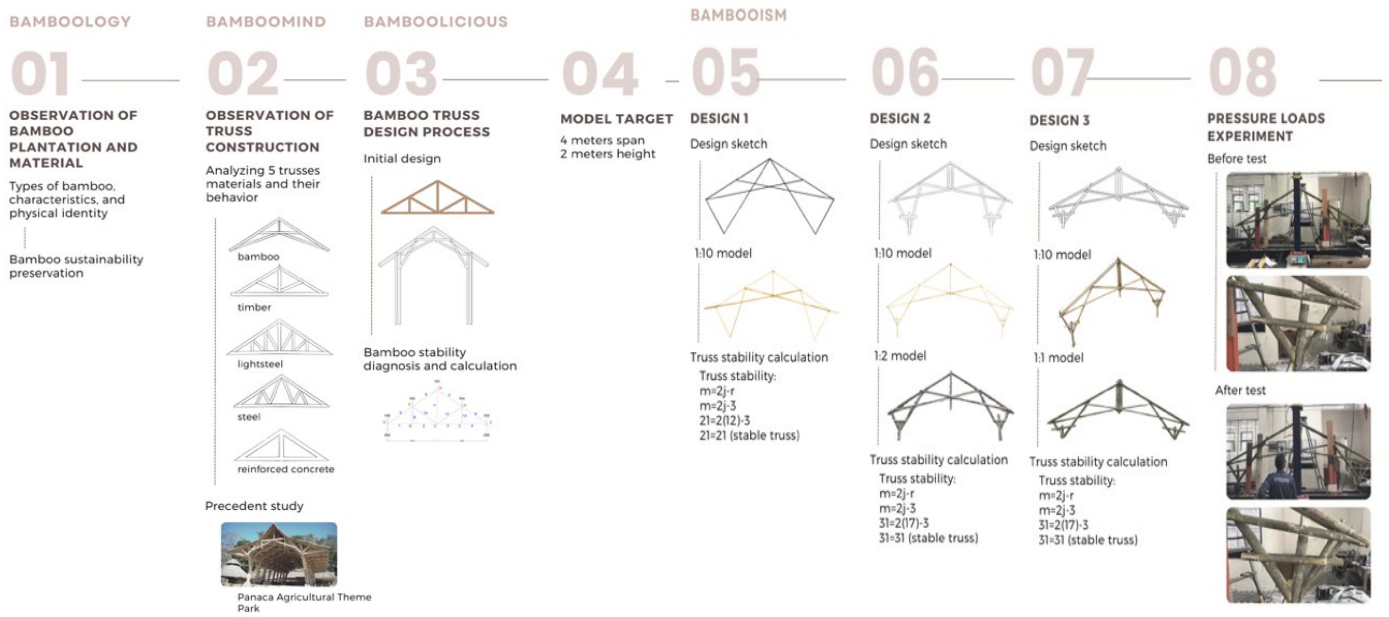 BAMBOOLOGY
01
OBSERVATION OF
BAMBOO
PLANTATION AND
MATERIAL
Types of bamboo,
characteristics, and
physical identity
Bamboo sustainability
preservation
BAMBOOMIND
02
OBSERVATION OF
TRUSS
CONSTRUCTION
Analyzing 5 trusses
materials and their
behavior
bamboo
timber
lightsteel
steel
reinforced concrete
Precedent study
Panaca Agricultural Theme
Park
BAMBOOLICIOUS
03
BAMBOO TRUSS
DESIGN PROCESS
Initial design
Bamboo stability
diagnosis and calculation
04
MODEL TARGET
4 meters span
2 meters height
BAMBOOISM
05
DESIGN 1
Design sketch
1:10 model
Truss stability calculation
Truss stability:
m=2j-r
m=2j-3
21=2(12)-3
21=21 (stable truss)
06
DESIGN 2
Design sketch
1:10 model
1:2 model
Truss stability calculation
Truss stability:
m=2j-r
m=2j-3
31=2(17)-3
31=31 (stable truss)
07
DESIGN 3
Design sketch
1:10 model
1:1 model
Truss stability calculation
Truss stability:
m=2j-r
m=2j-3
31=2(17)-3
31=31 (stable truss)
08
PRESSURE LOADS
EXPERIMENT
Before test
After test